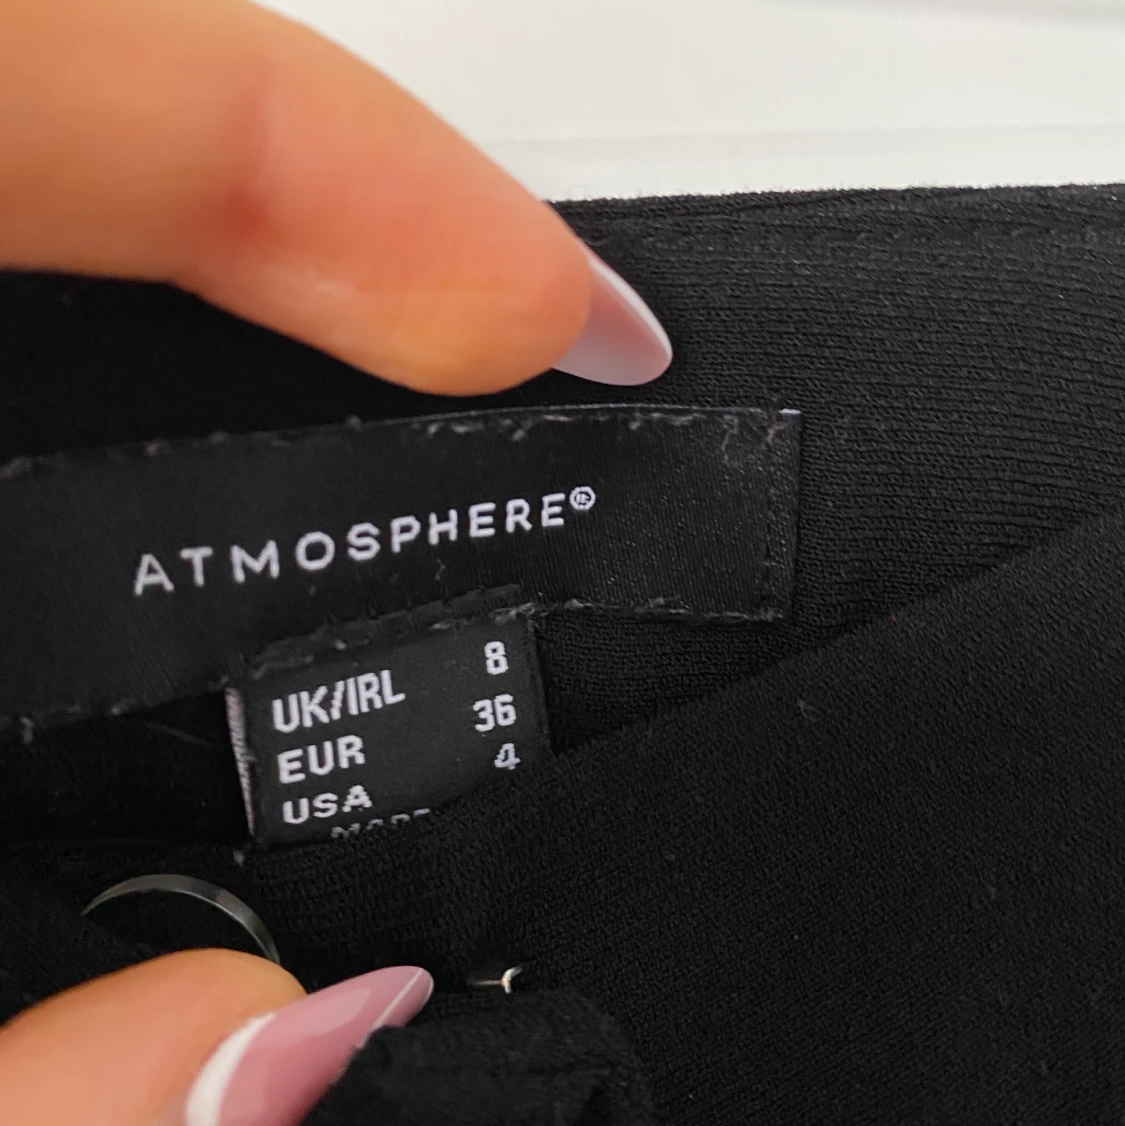 ATMOSPHERE®
UK/IRL 8
EUR 36
USA 4